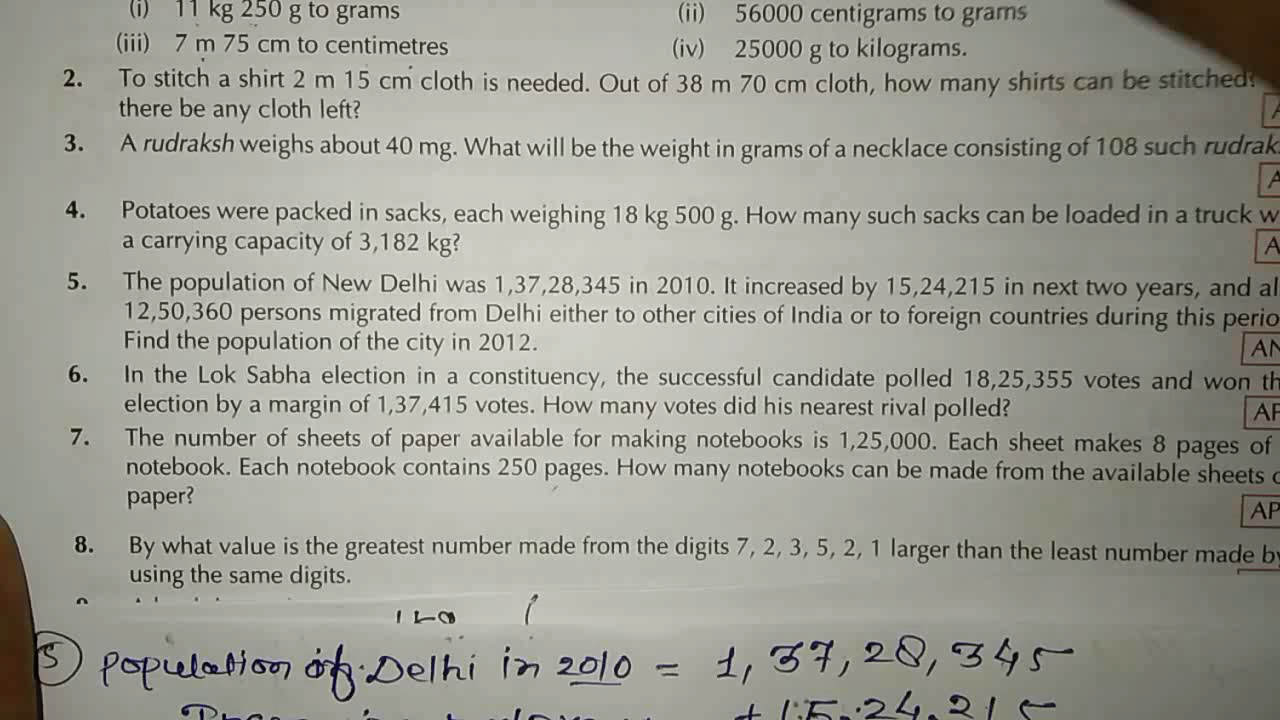 (i) 11 kg 250 g to grams (ii) 56000 centigrams to grams
(iii) 7 m 75 cm to centimetres (iv) 25000 g to kilograms.
2. To stitch a shirt 2 m 15 cm cloth is needed. Out of 38 m 70 cm cloth, how many shirts can be stitched?
there be any cloth left?
3. A rudraksh weighs about 40 mg. What will be the weight in grams of a necklace consisting of 108 such rudrak
4. Potatoes were packed in sacks, each weighing 18 kg 500 g. How many such sacks can be loaded in a truck w
a carrying capacity of 3,182 kg?
5. The population of New Delhi was 1,37,28,345 in 2010. It increased by 15,24,215 in next two years, and al
12,50,360 persons migrated from Delhi either to other cities of India or to foreign countries during this perio
Find the population of the city in 2012.
AN
6. In the Lok Sabha election in a constituency, the successful candidate polled 18,25,355 votes and won th
election by a margin of 1,37,415 votes. How many votes did his nearest rival polled?
AP
7. The number of sheets of paper available for making notebooks is 1,25,000. Each sheet makes 8 pages of
notebook. Each notebook contains 250 pages. How many notebooks can be made from the available sheets o
paper?
AP
8. By what value is the greatest number made from the digits 7, 2, 3, 5, 2, 1 larger than the least number made by
using the same digits.
5 Population of Delhi in 2010 = 1,37,28,345
+ 15,24,215